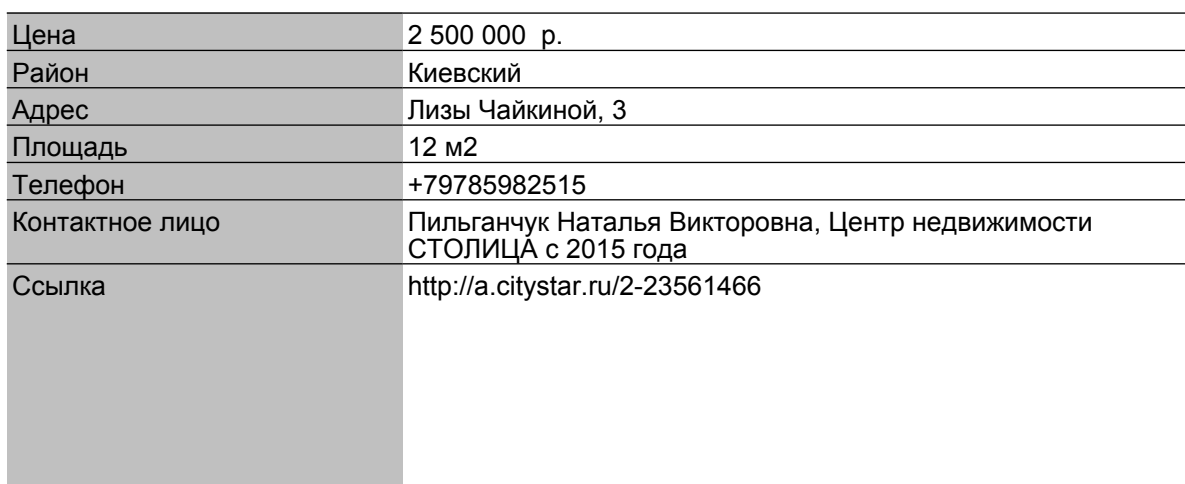 Цена 2 500 000 р.
Район Киевский
Адрес Лизы Чайкиной, 3
Площадь 12 м2
Телефон +79785982515
Контактное лицо Пильганчук Наталья Викторовна, Центр недвижимости
СТОЛИЦА с 2015 года
Ссылка http://a.citystar.ru/2-23561466